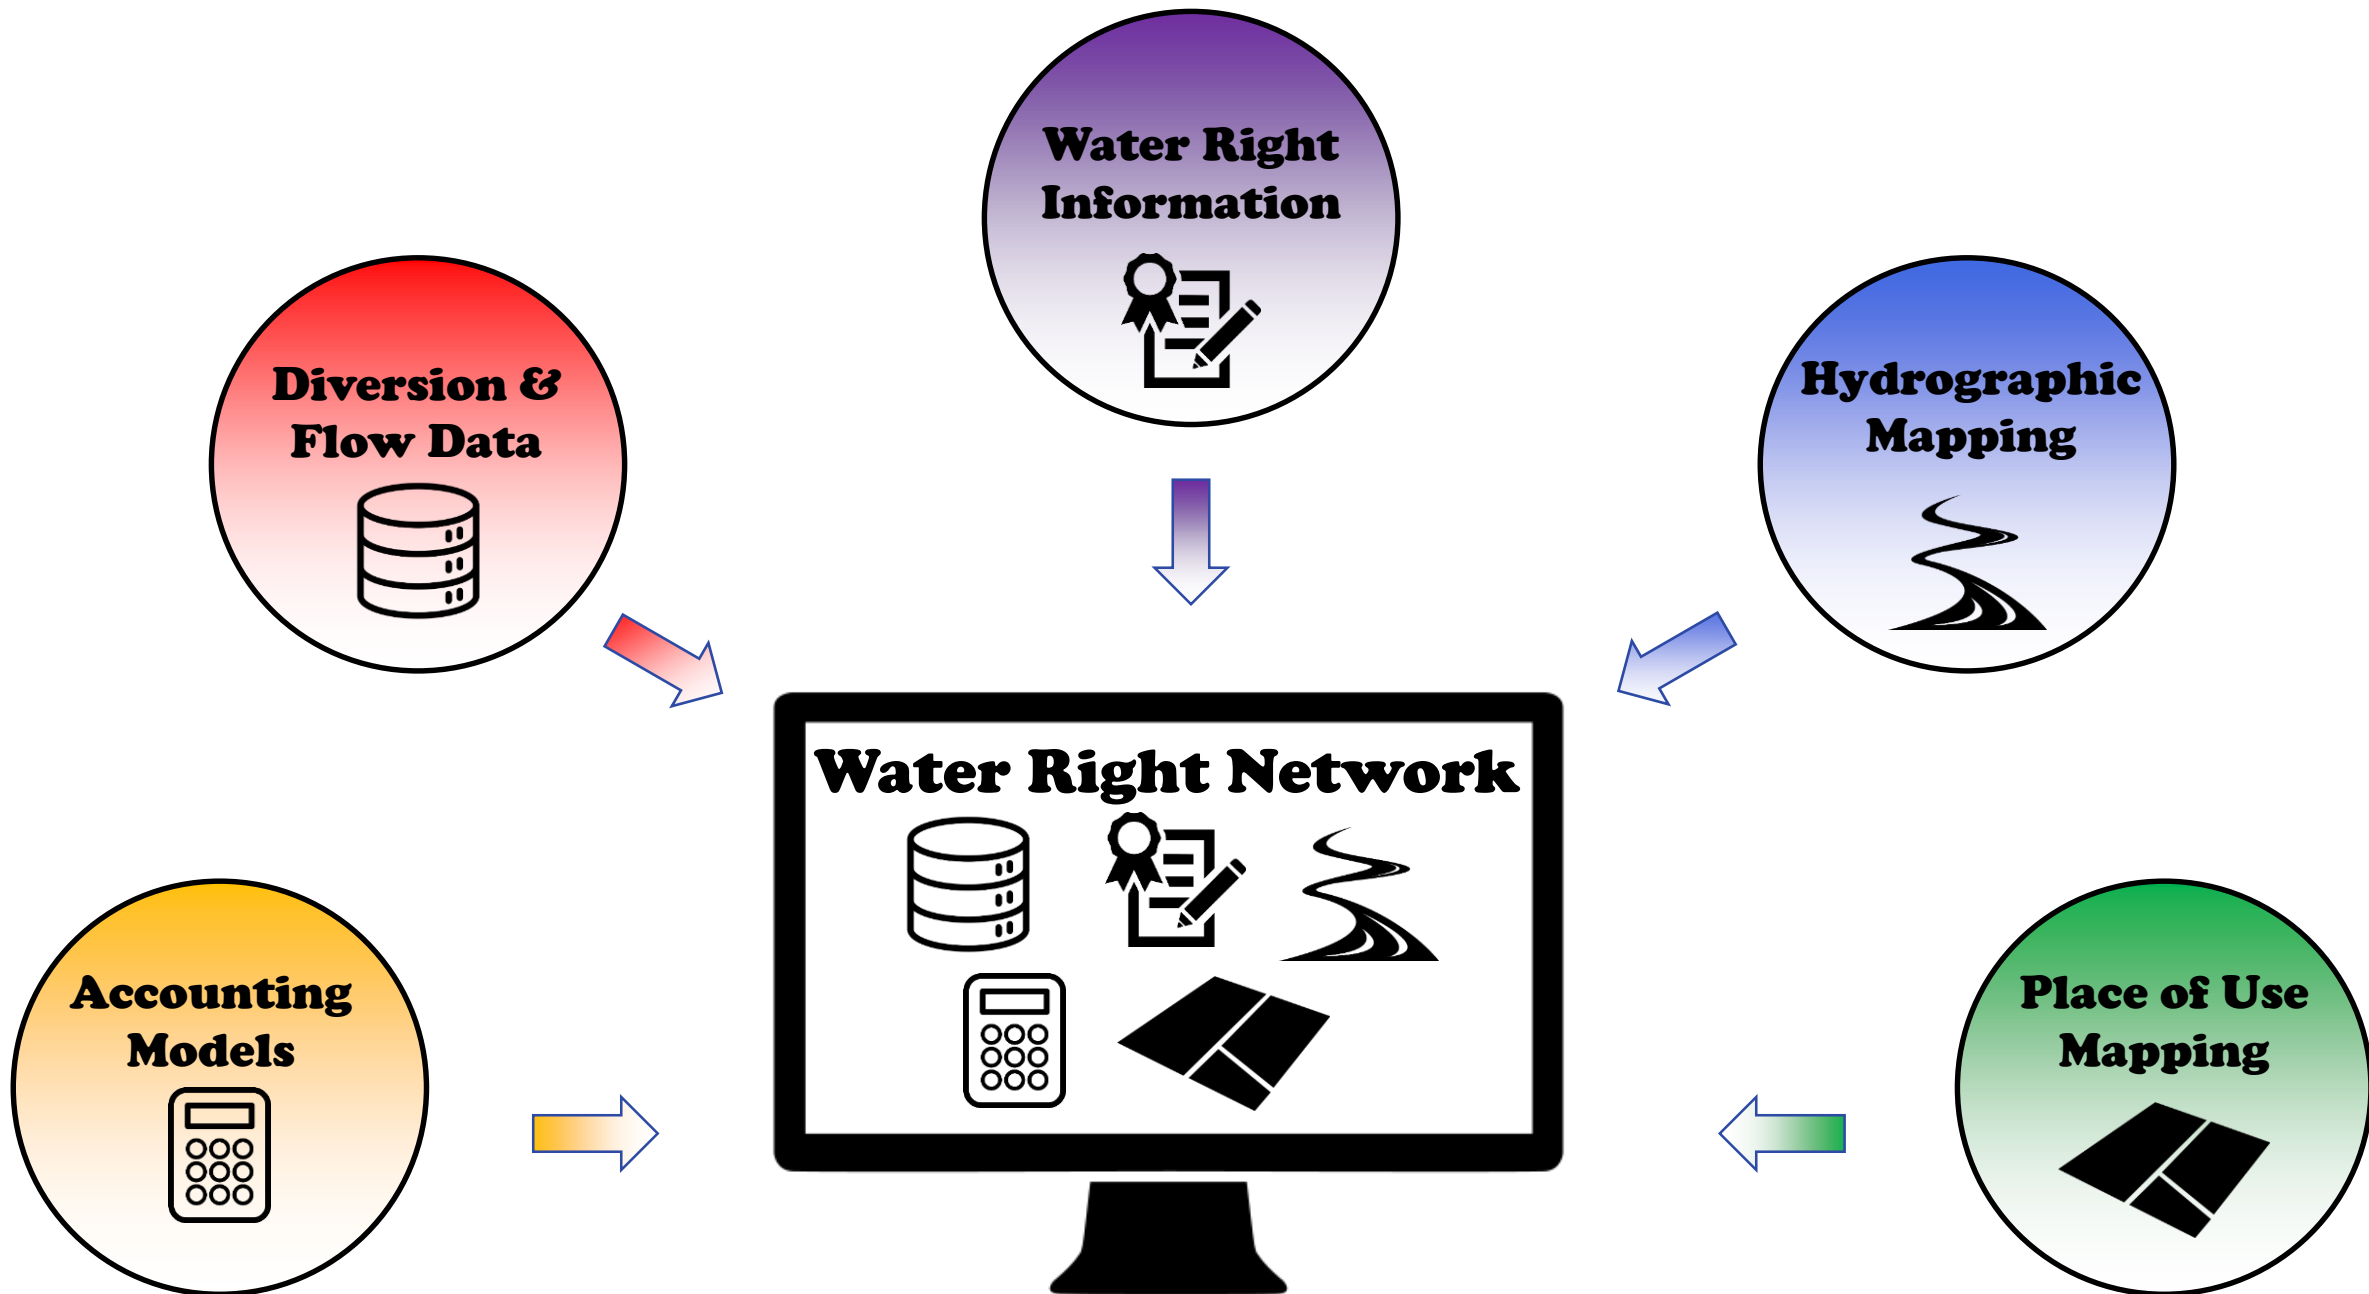 Water Right
Information
Diversion &
Flow Data
Hydrographic
Mapping
Water Right Network
Accounting
Models
Place of Use
Mapping